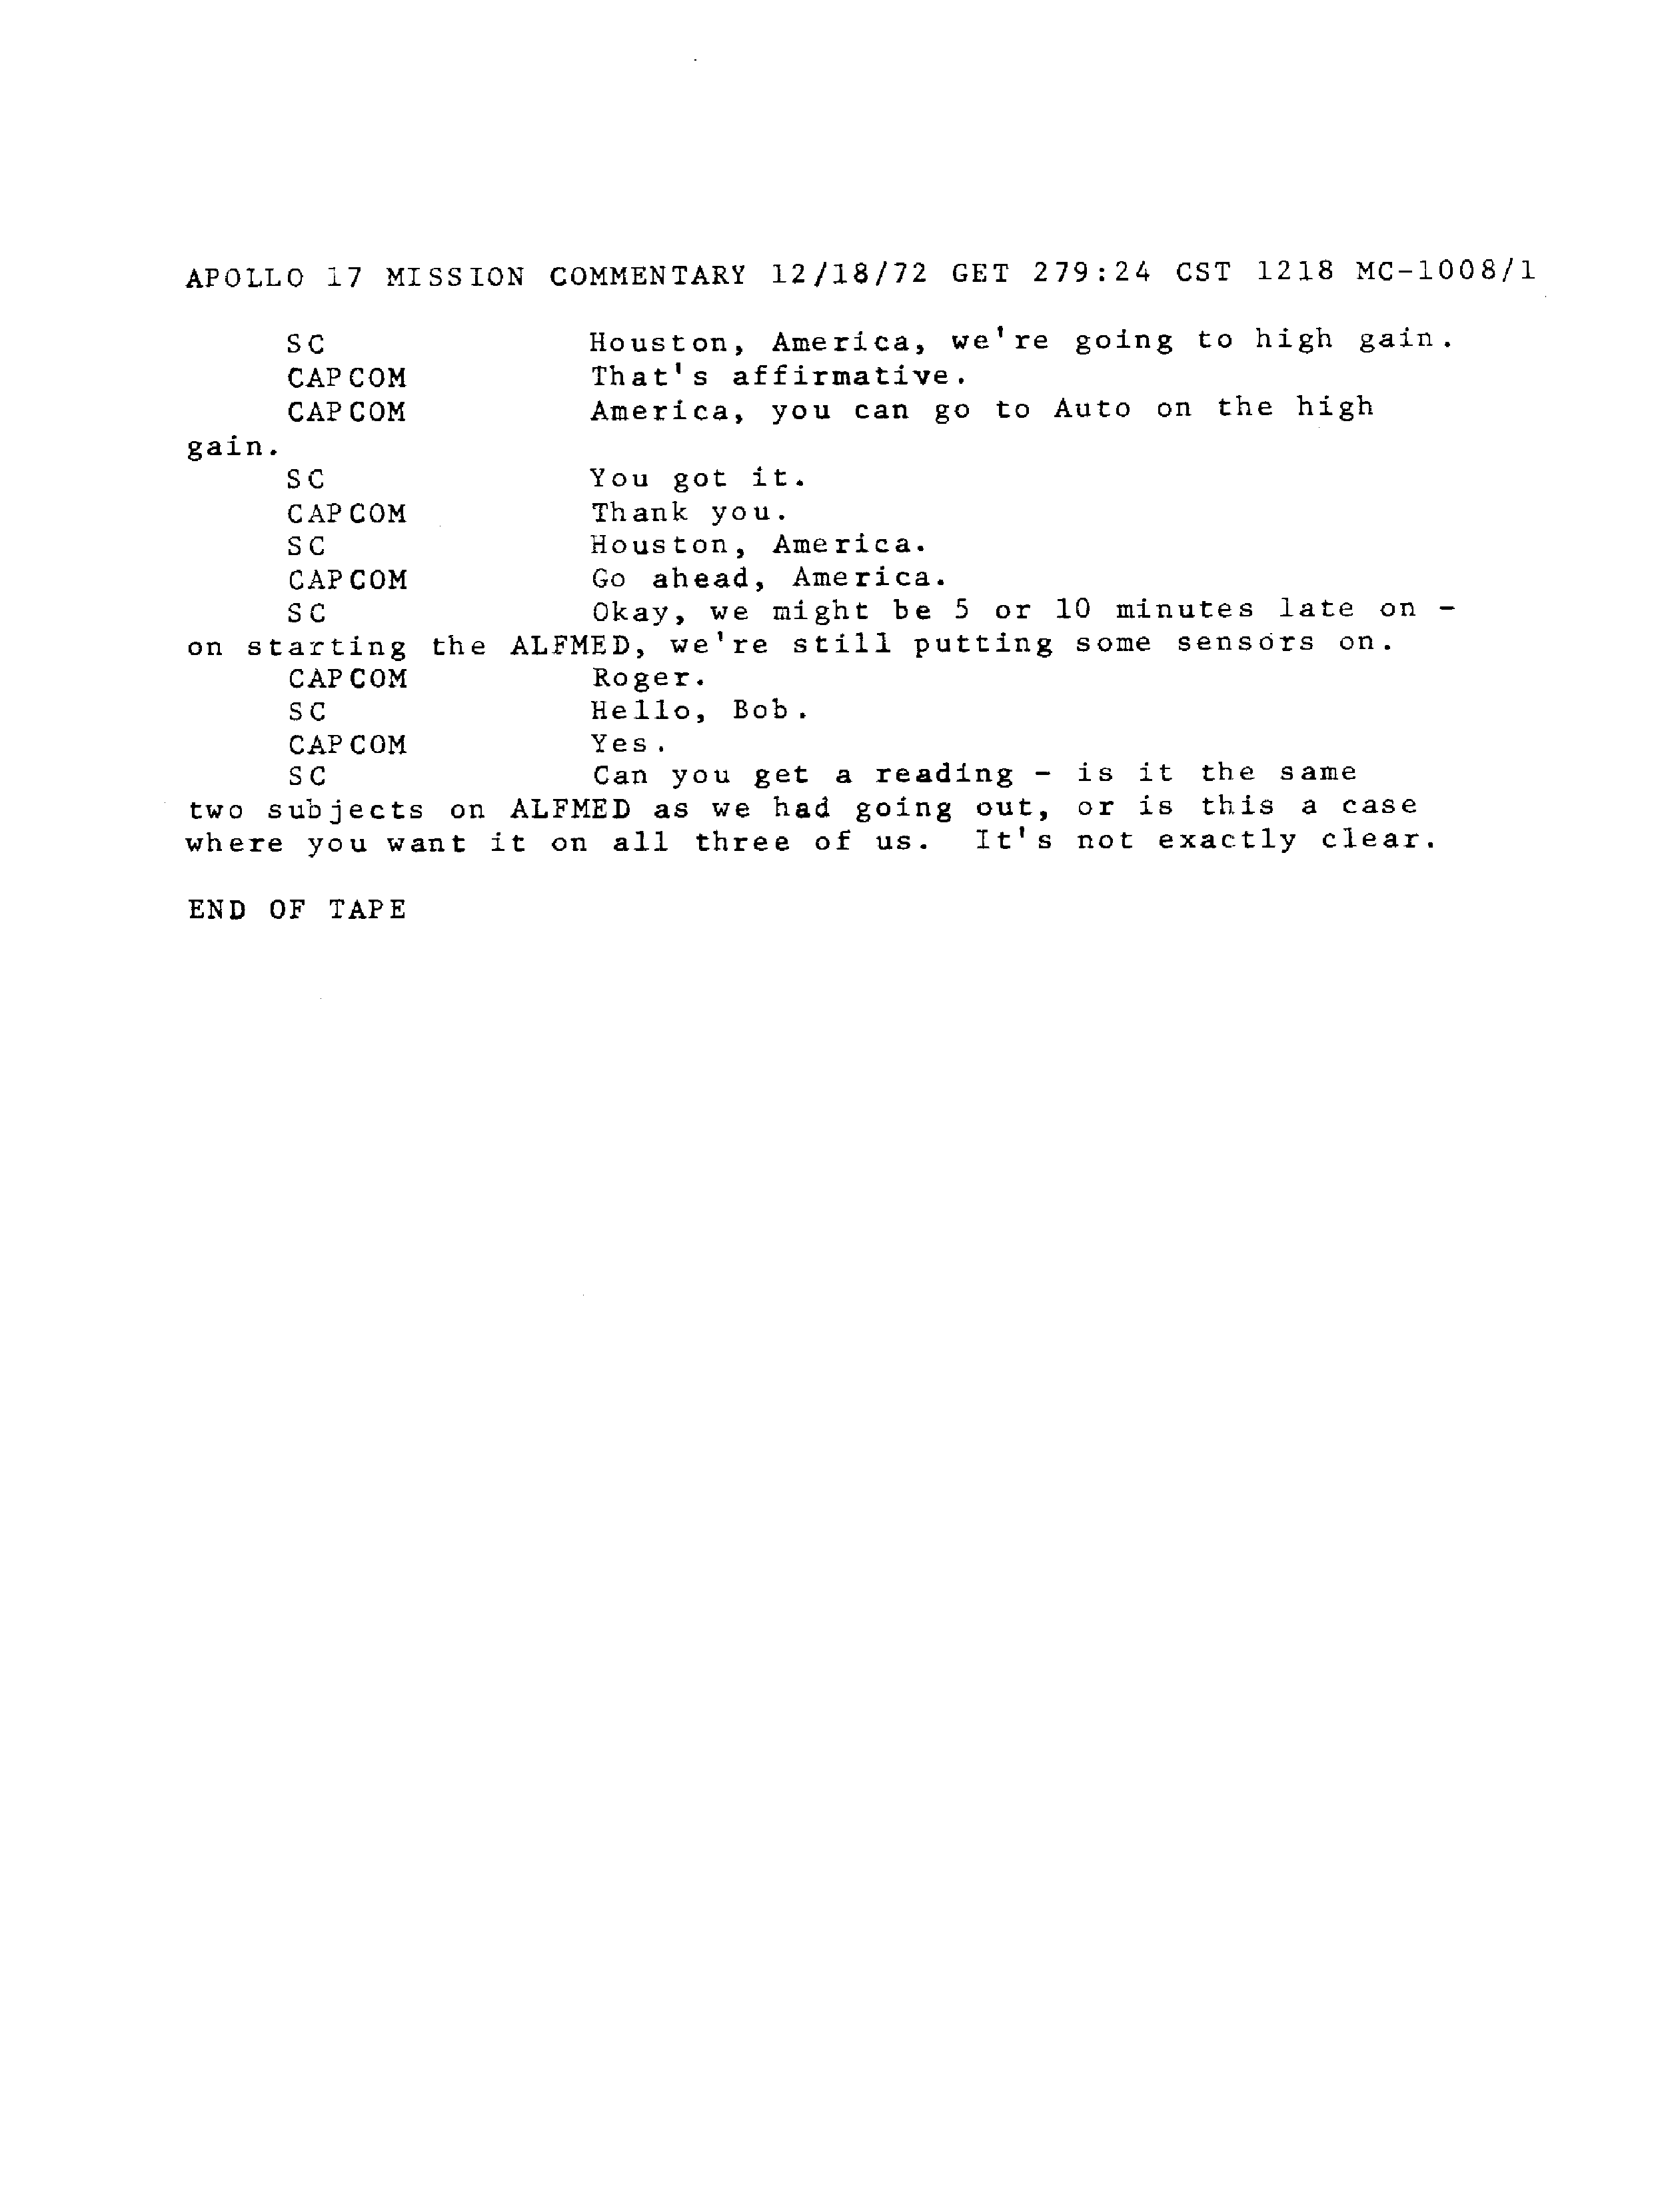 APOLLO 17 MISSION COMMENTARY 12/18/72 GET 279:24 CST 1218 MC-1008/1
SC Houston, America, we're going to high gain.
CAPCOM That's affirmative.
CAPCOM America, you can go to Auto on the high
gain.
SC You got it.
CAPCOM Thank you.
SC Houston, America.
CAPCOM Go ahead, America.
SC Okay, we might be 5 or 10 minutes late on -
on starting the ALFMED, we're still putting some sensors on.
CAPCOM Roger.
SC Hello, Bob.
CAPCOM Yes.
SC Can you get a reading - is it the same
two subjects on ALFMED as we had going out, or is this a case
where you want it on all three of us. It's not exactly clear.
END OF TAPE